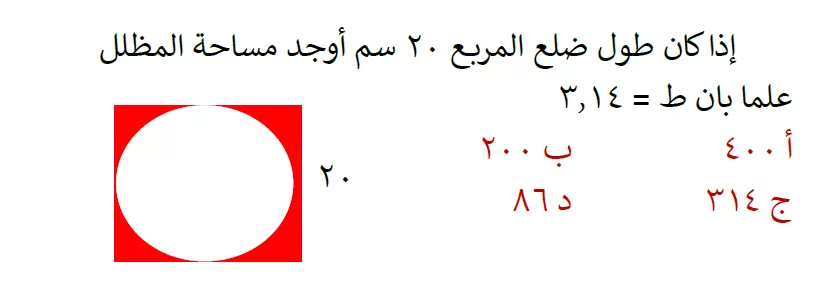 إذا كان طول ضلع المربع ٢٠ سم أوجد مساحة المظلل
علما بان ط = ٣,١٤
أ ٤٠٠ ب ٢٠٠
٢٠
ج ٣١٤ د ٨٦